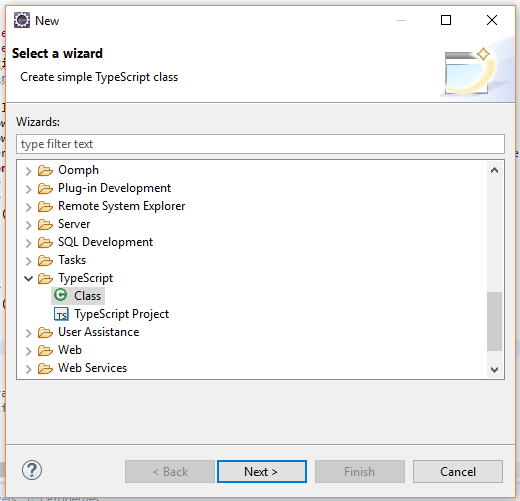 New
Select a wizard
Create simple TypeScript class
Wizards:
type filter text
Oomph
Plug-in Development
Remote System Explorer
Server
SQL Development
Tasks
TypeScript
C Class
TS TypeScript Project
User Assistance
Web
Web Services
? < Back Next > Finish Cancel